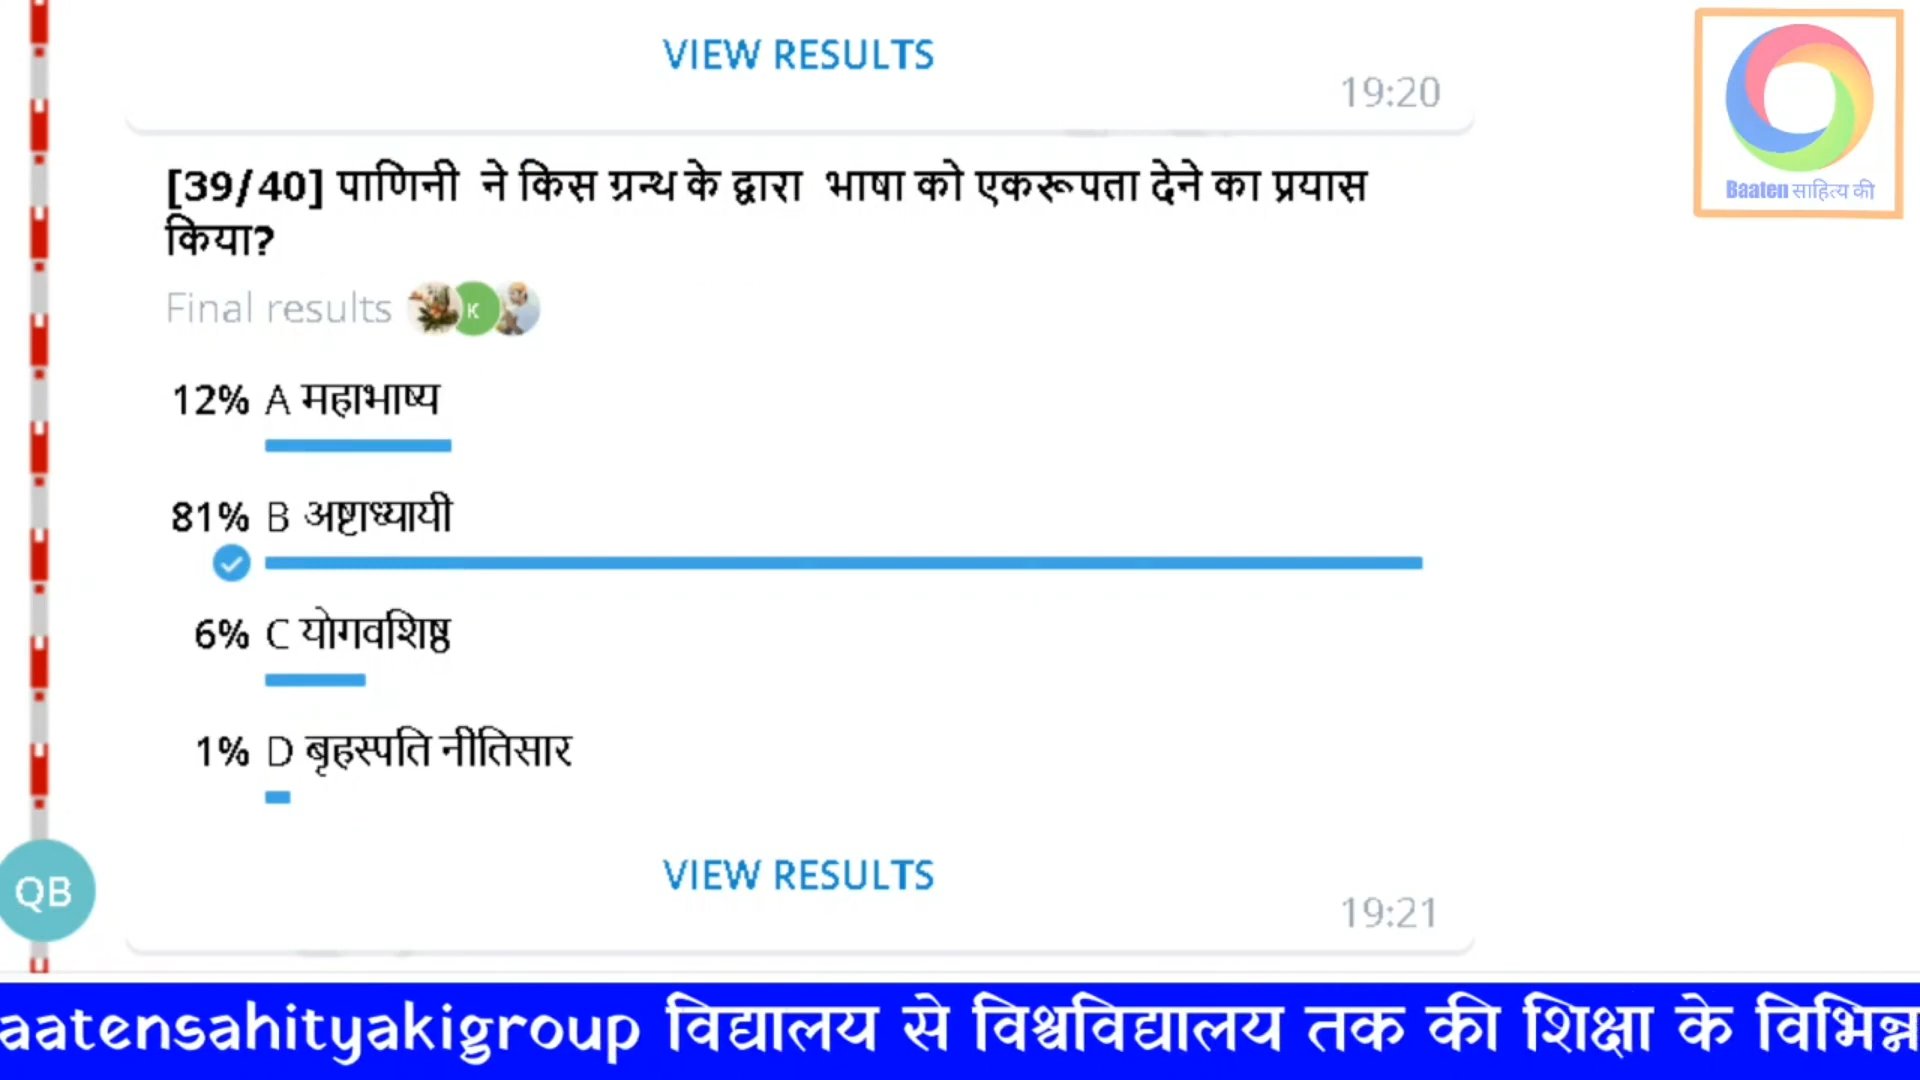 VIEW RESULTS
19:20
Baaten साहित्य की
[39/40] पाणिनी ने किस ग्रन्थ के द्वारा भाषा को एकरूपता देने का प्रयास
किया?
Final results
K
12% A महाभाष्य
81% B अष्टाध्यायी
6% C योगवशिष्ठ
1% D बृहस्पति नीतिसार
VIEW RESULTS
19:21
QB
aatensahityakigroup विद्यालय से विश्वविद्यालय तक की शिक्षा के विभिन्न